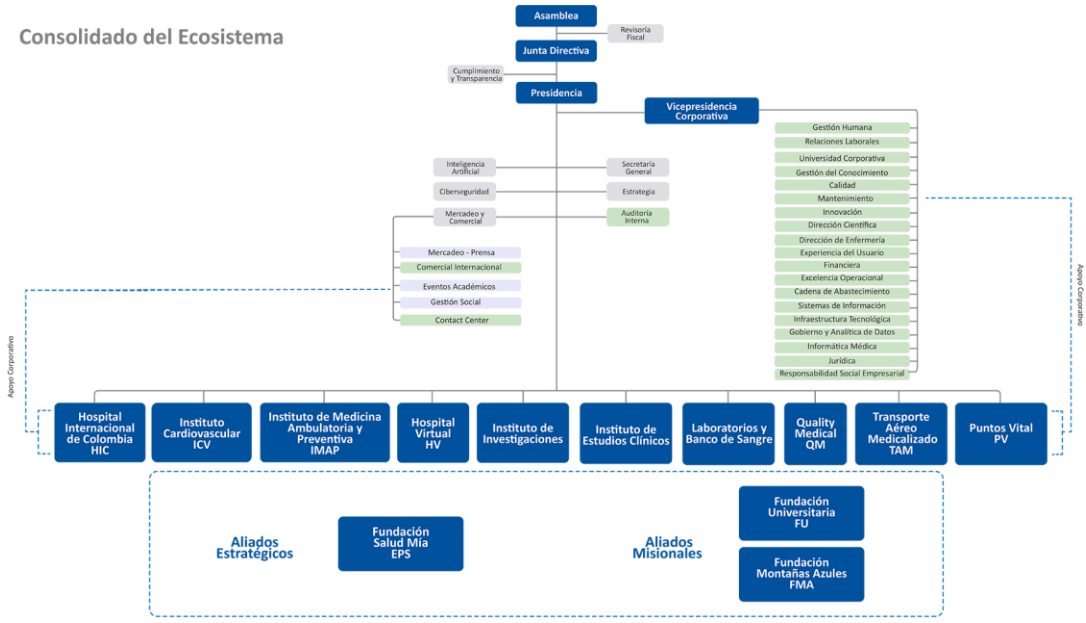 Consolidado del Ecosistema
Asamblea
Revisoría
Fiscal
Junta Directiva
Cumplimiento
y Transparencia
Presidencia
Vicepresidencia
Corporativa
Gestión Humana
Relaciones Laborales
Universidad Corporativa
Gestión del Conocimiento
Calidad
Mantenimiento
Innovación
Dirección Científica
Dirección de Enfermería
Experiencia del Usuario
Financiera
Excelencia Operacional
Cadena de Abastecimiento
Sistemas de Información
Infraestructura Tecnológica
Gobierno y Analítica de Datos
Informática Médica
Jurídica
Responsabilidad Social Empresarial
Inteligencia
Artificial
Secretaría
General
Ciberseguridad
Estrategia
Mercadeo y
Comercial
Auditoría
Interna
Mercadeo - Prensa
Comercial Internacional
Eventos Académicos
Gestión Social
Contact Center
Apoyo Corporativo
Apoyo Corporativo
Hospital
Internacional
de Colombia
HIC
Instituto
Cardiovascular
ICV
Instituto de Medicina
Ambulatoria y
Preventiva
IMAP
Hospital
Virtual
HV
Instituto de
Investigaciones
Instituto de
Estudios Clínicos
Laboratorios y
Banco de Sangre
Quality
Medical
QM
Transporte
Aéreo
Medicalizado
TAM
Puntos Vital
PV
Aliados
Estratégicos
Fundación
Salud Mía
EPS
Aliados
Misionales
Fundación
Universitaria
FU
Fundación
Montañas Azules
FMA